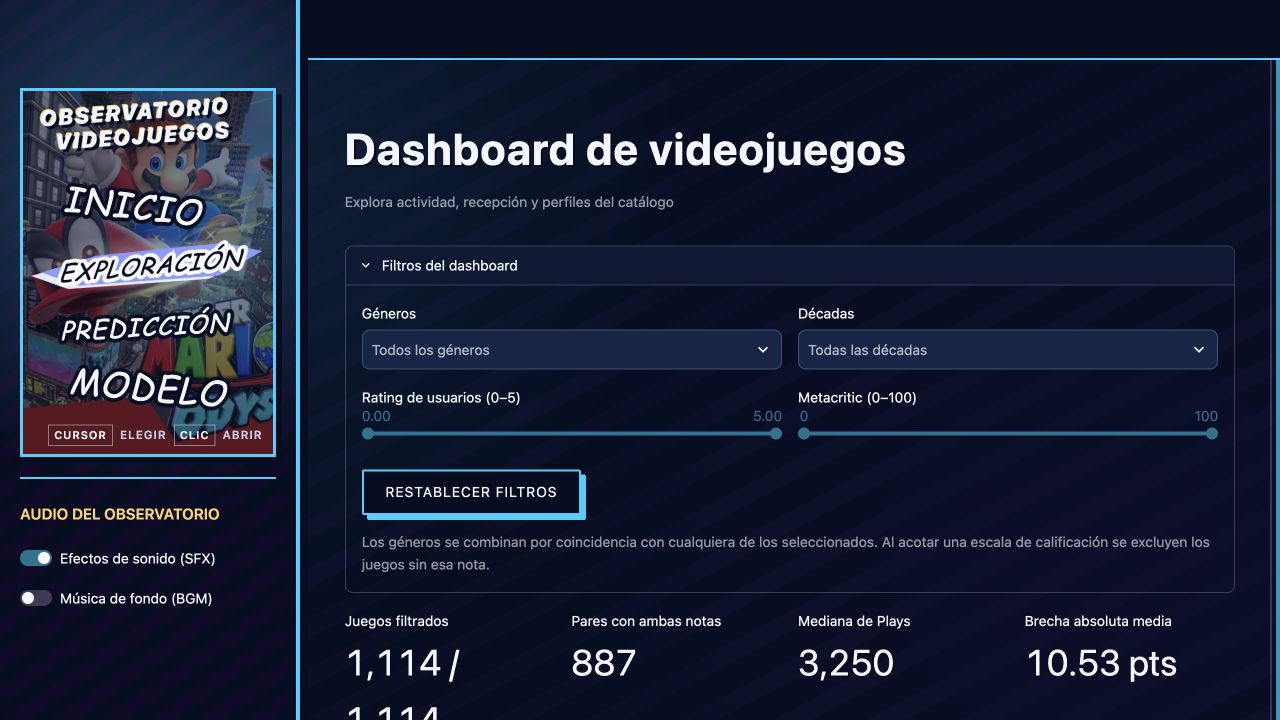 OBSERVATORIO
VIDEOJUEGOS
INICIO
EXPLORACIÓN
PREDICCIÓN
MODELO
CURSOR ELEGIR CLIC ABRIR
AUDIO DEL OBSERVATORIO
Efectos de sonido (SFX)
Música de fondo (BGM)
Dashboard de videojuegos
Explora actividad, recepción y perfiles del catálogo
Filtros del dashboard
Géneros
Todos los géneros
Décadas
Todas las décadas
Rating de usuarios (0–5)
0.00 5.00
Metacritic (0–100)
0 100
RESTABLECER FILTROS
Los géneros se combinan por coincidencia con cualquiera de los seleccionados. Al acotar una escala de calificación se excluyen los
juegos sin esa nota.
Juegos filtrados
1,114 /
1,114
Pares con ambas notas
887
Mediana de Plays
3,250
Brecha absoluta media
10.53 pts